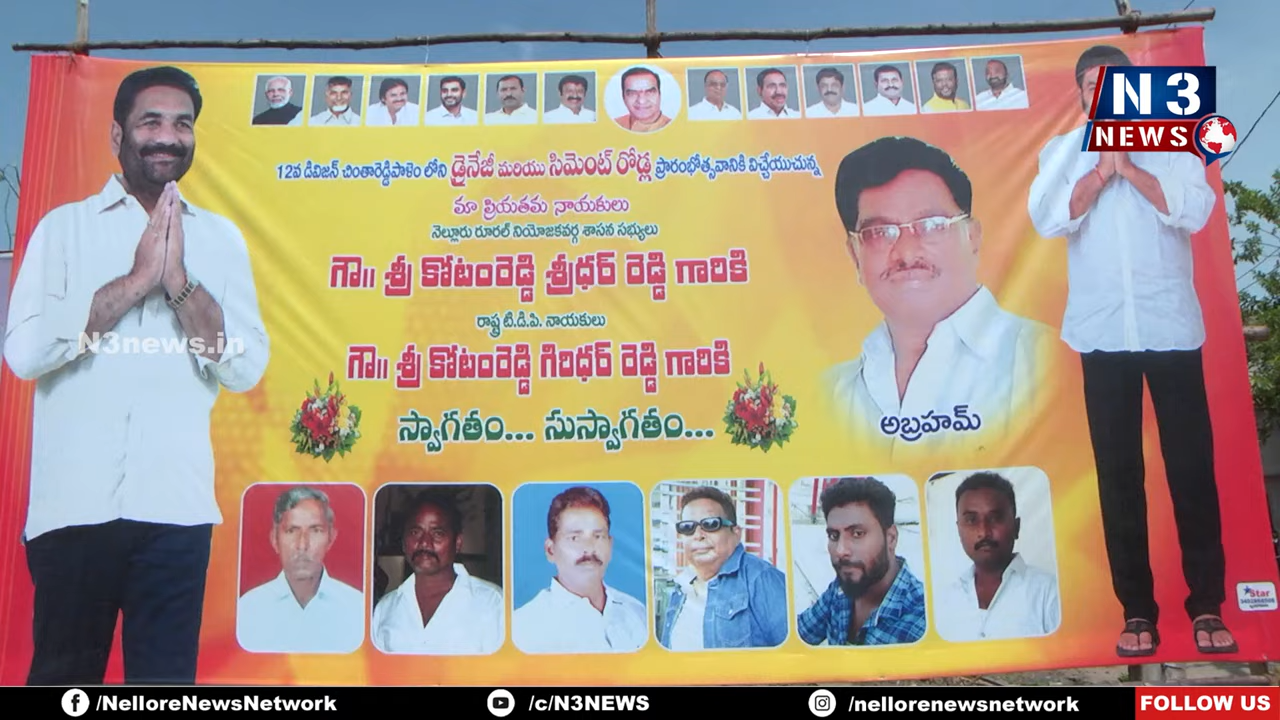 N3
NEWS
12వ డివిజన్ చింతారెడ్డిపాళెం లోని డ్రైనేజీ మరియు సిమెంట్ రోడ్ల ప్రారంభోత్సవానికి విచ్చేయుచున్న
మా ప్రియతమ నాయకులు
నెల్లూరు రూరల్ నియోజకవర్గ శాసన సభ్యులు
గౌ|| శ్రీ కోటంరెడ్డి శ్రీధర్ రెడ్డి గారికి
రాష్ట్ర టి.డి.పి. నాయకులు
గౌ|| శ్రీ కోటంరెడ్డి గిరిధర్ రెడ్డి గారికి
స్వాగతం... సుస్వాగతం...
అబ్రహామ్
N3news.in
Star
/NelloreNewsNetwork
/c/N3NEWS
/nellorenewsnetwork
FOLLOW US